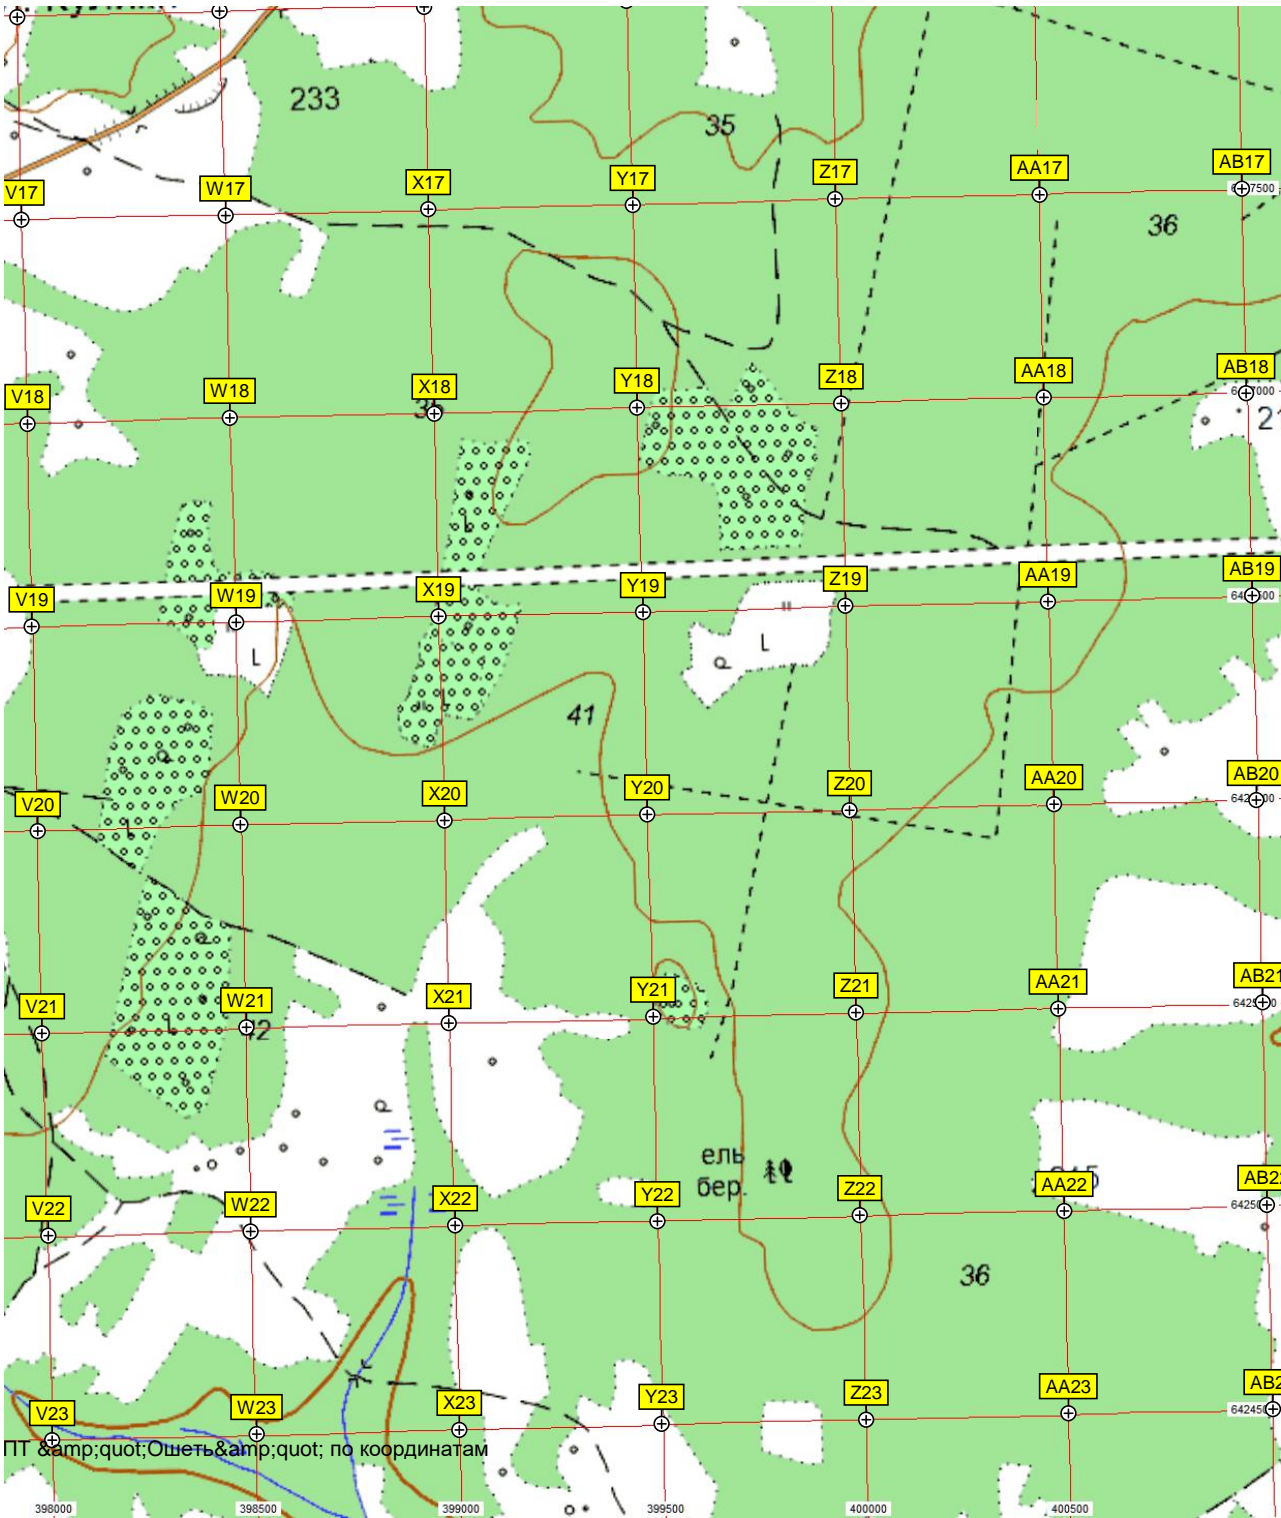 233
35
V17 W17 X17 Y17 Z17 AA17 AB17
36
V18 W18 X18 Y18 Z18 AA18 AB18
V19 W19 X19 Y19 Z19 AA19 AB19
41
V20 W20 X20 Y20 Z20 AA20 AB20
V21 W21 X21 Y21 Z21 AA21 AB21
ель
бер.
V22 W22 X22 Y22 Z22 AA22
36
V23 W23 X23 Y23 Z23 AA23
ПТ &amp;quot;Ошеть&amp;quot; по координатам
398000 398500 399000 399500 400000 400500